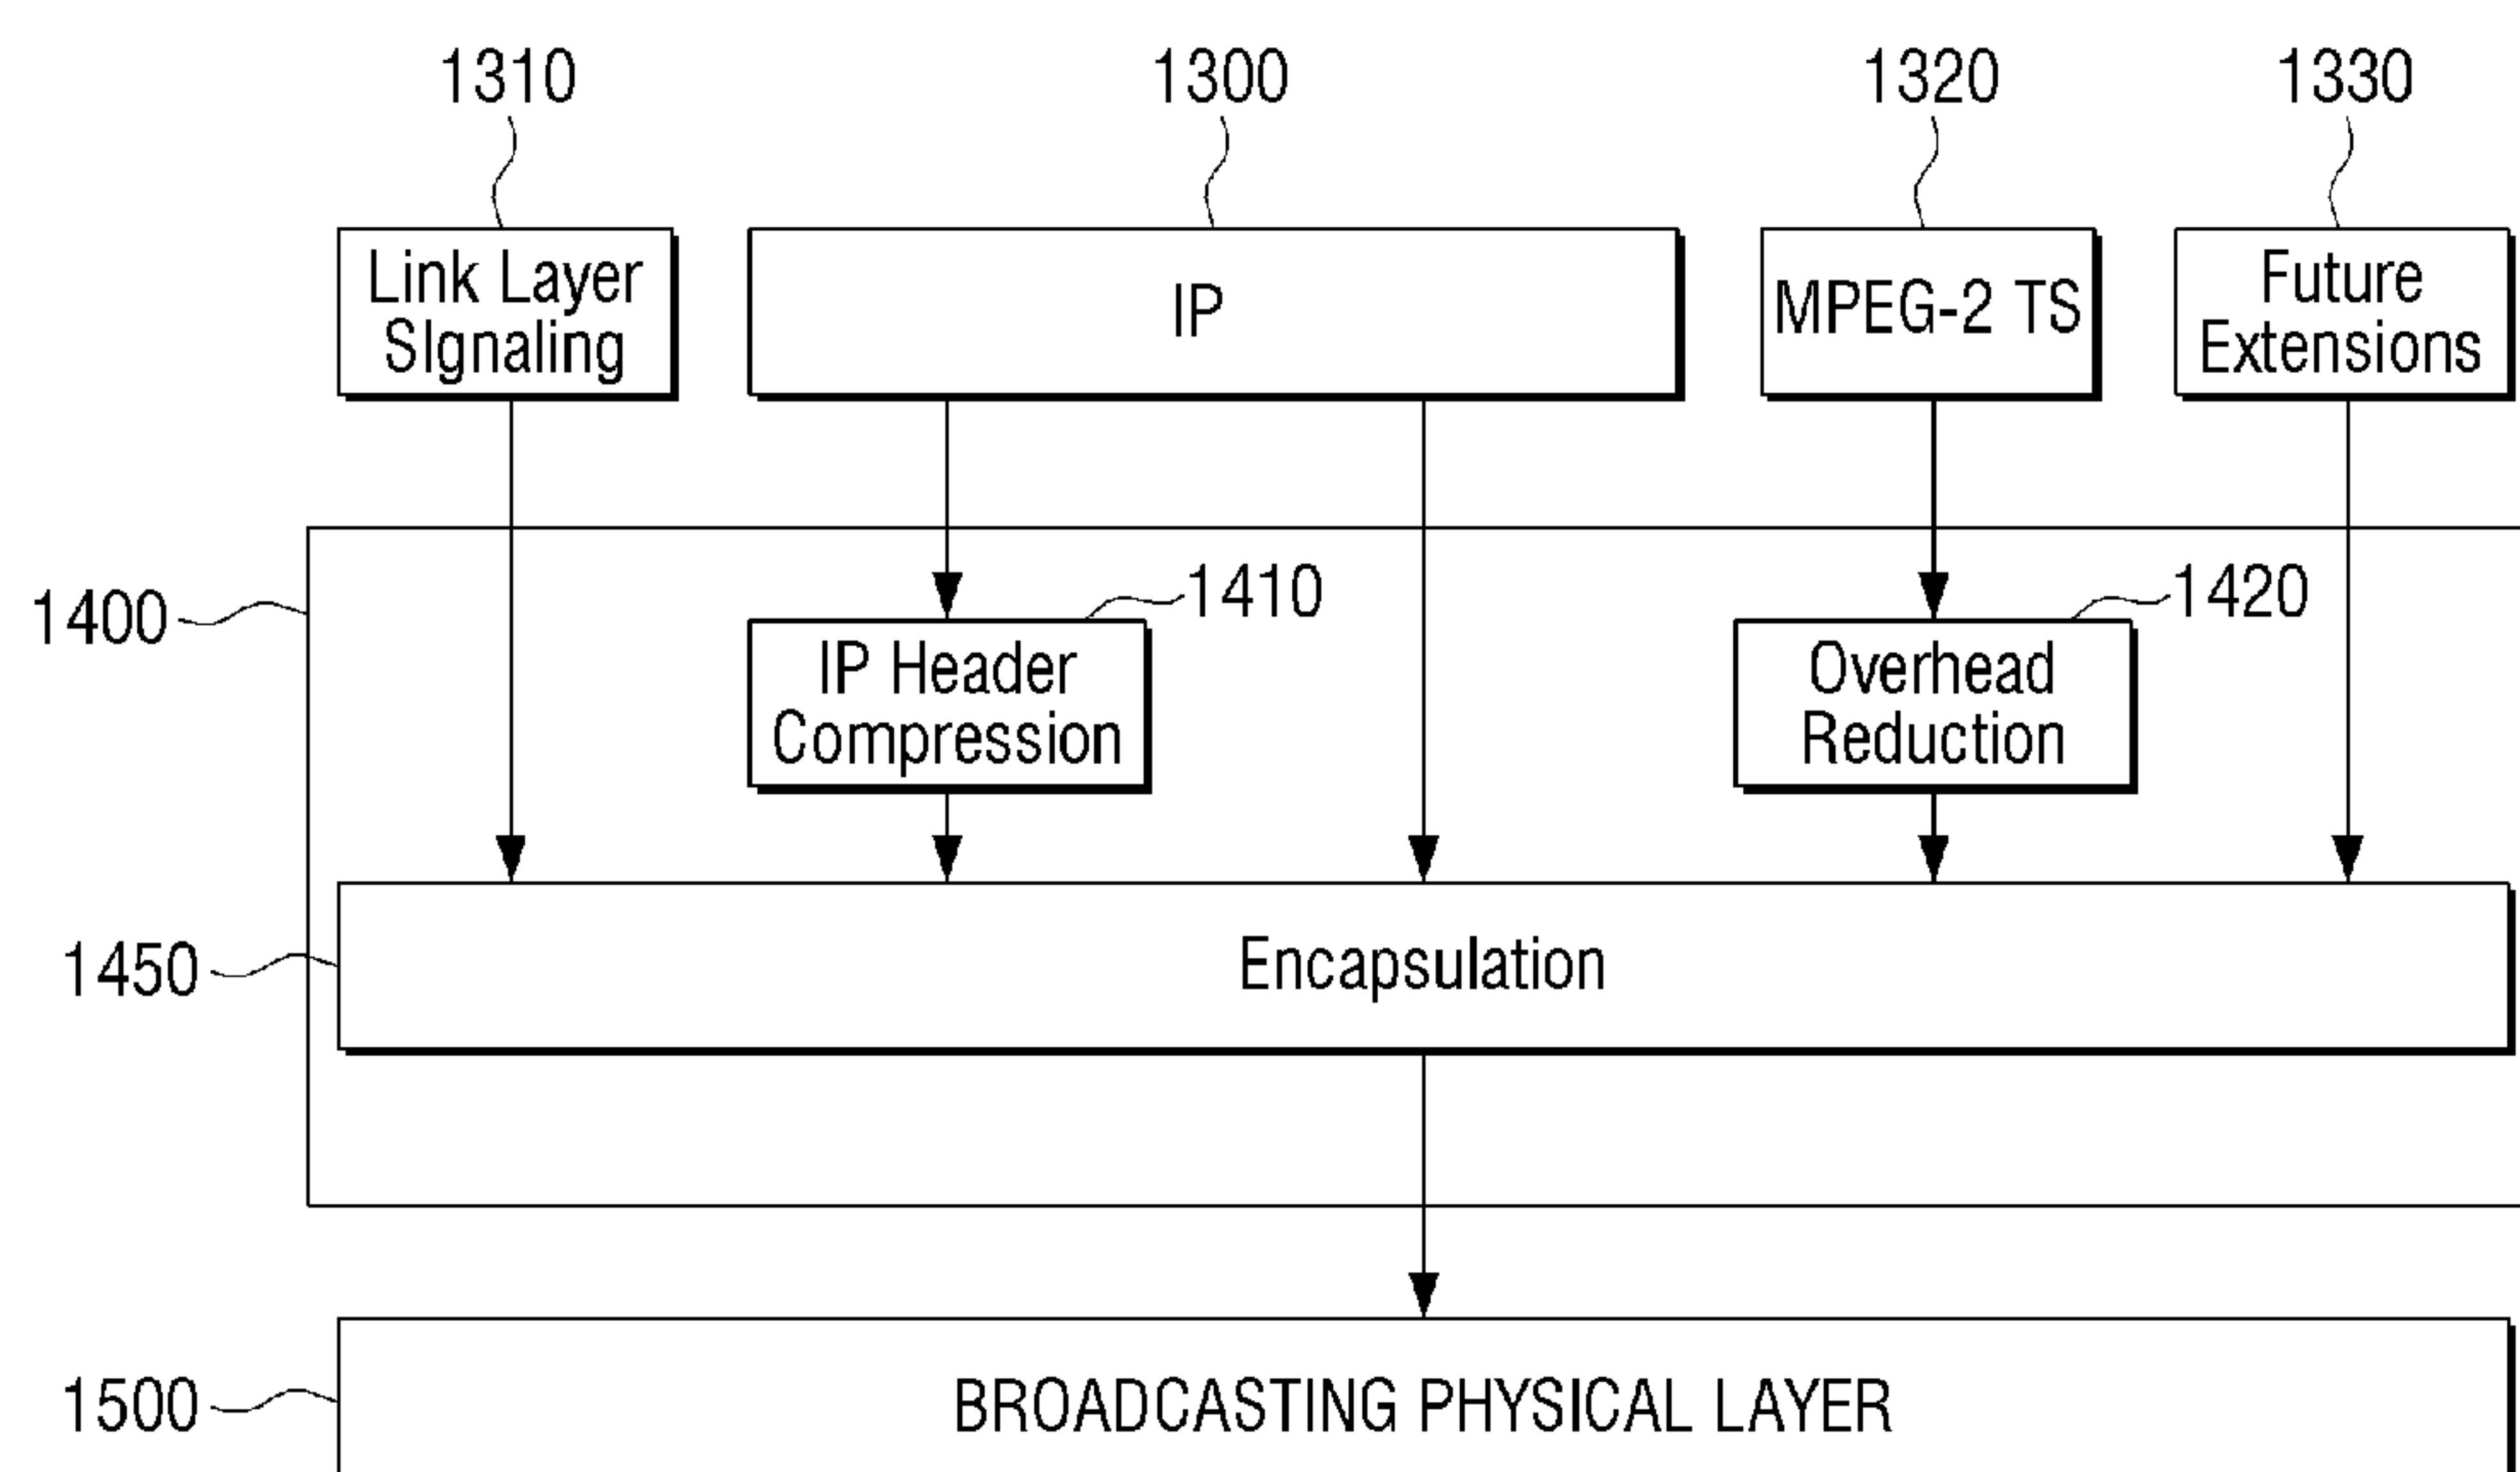 1310
1300
1320
1330
Link Layer
SIgnaling
IP
MPEG-2 TS
Future
Extensions
1400
1410
1420
IP Header
Compression
Overhead
Reduction
1450
Encapsulation
1500
BROADCASTING PHYSICAL LAYER